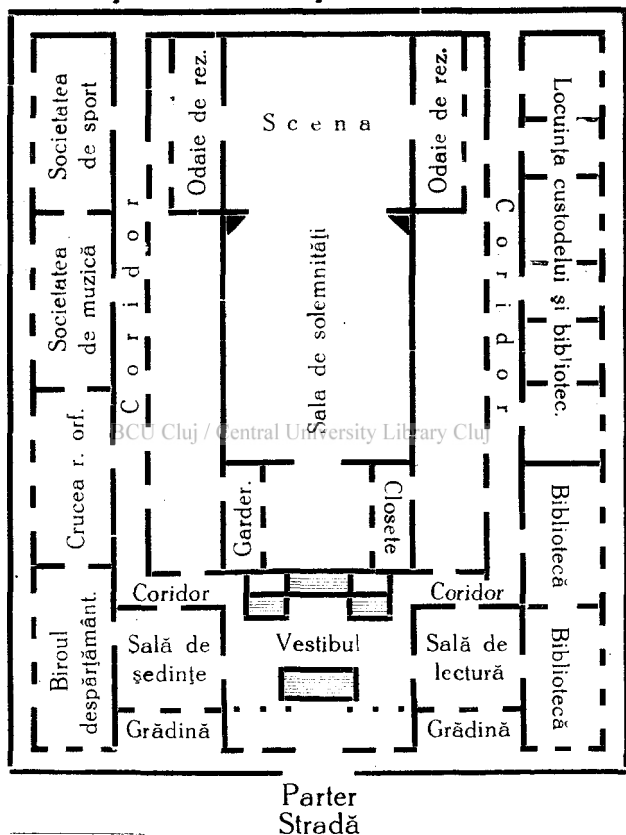 Societatea
de sport
Odaie de rez.
Scena
Odaie de rez.
Locuința custodelui și bibliotec.
Societatea
de muzică
Coridor
Sala de solemnități
Coridor
BCU Cluj / Central University Library Cluj
Crucea r. orf.
Garder.
Closete
Bibliotecă
Biroul
despărțământ.
Coridor
Coridor
Sală de
ședințe
Vestibul
Sală de
lectură
Bibliotecă
Grădină
Grădină
Parter
Stradă